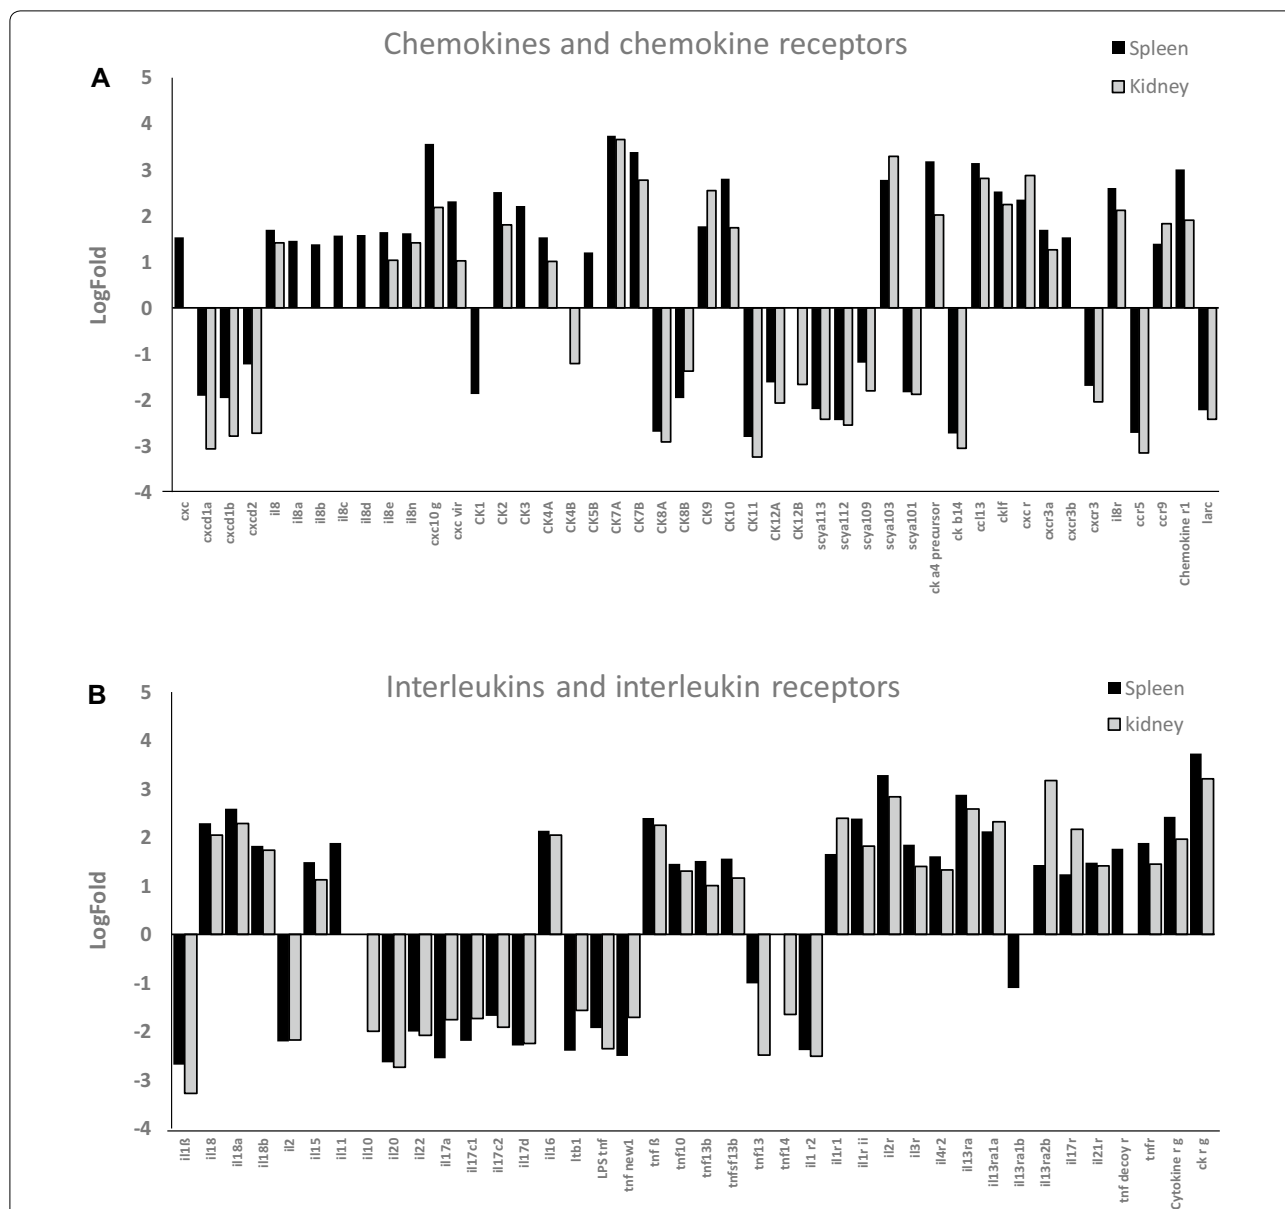 Chemokines and chemokine receptors
A
Spleen
Kidney
LogFold
5
4
3
2
1
0
-1
-2
-3
-4
cxc
cxcd1a
cxcd1b
cxcd2
il8
il8a
il8b
il8c
il8d
il8e
il8n
cxc10 g
cxc vir
CK1
CK2
CK3
CK4A
CK4B
CK5B
CK7A
CK7B
CK8A
CK8B
CK9
CK10
CK11
CK12A
CK12B
scya113
scya112
scya109
scya103
scya101
ck a4 precursor
ck b14
ccl13
cklf
cxc r
cxcr3a
cxcr3b
cxcr3
il8r
ccr5
ccr9
Chemokine r1
larc
Interleukins and interleukin receptors
B
Spleen
kidney
LogFold
5
4
3
2
1
0
-1
-2
-3
-4
il1ß
il18
il18a
il18b
il2
il15
il11
il10
il20
il22
il17a
il17c1
il17c2
il17d
il16
ltb1
LPS tnf
tnf new1
tnf ß
tnf10
tnf13b
tnfsf13b
tnf13
tnf14
il1 r2
il1r1
il1r ii
il2r
il3r
il4r2
il13ra
il13ra1a
il13ra1b
il13ra2b
il17r
il21r
tnf decoy r
tnfr
Cytokine r g
ck r g